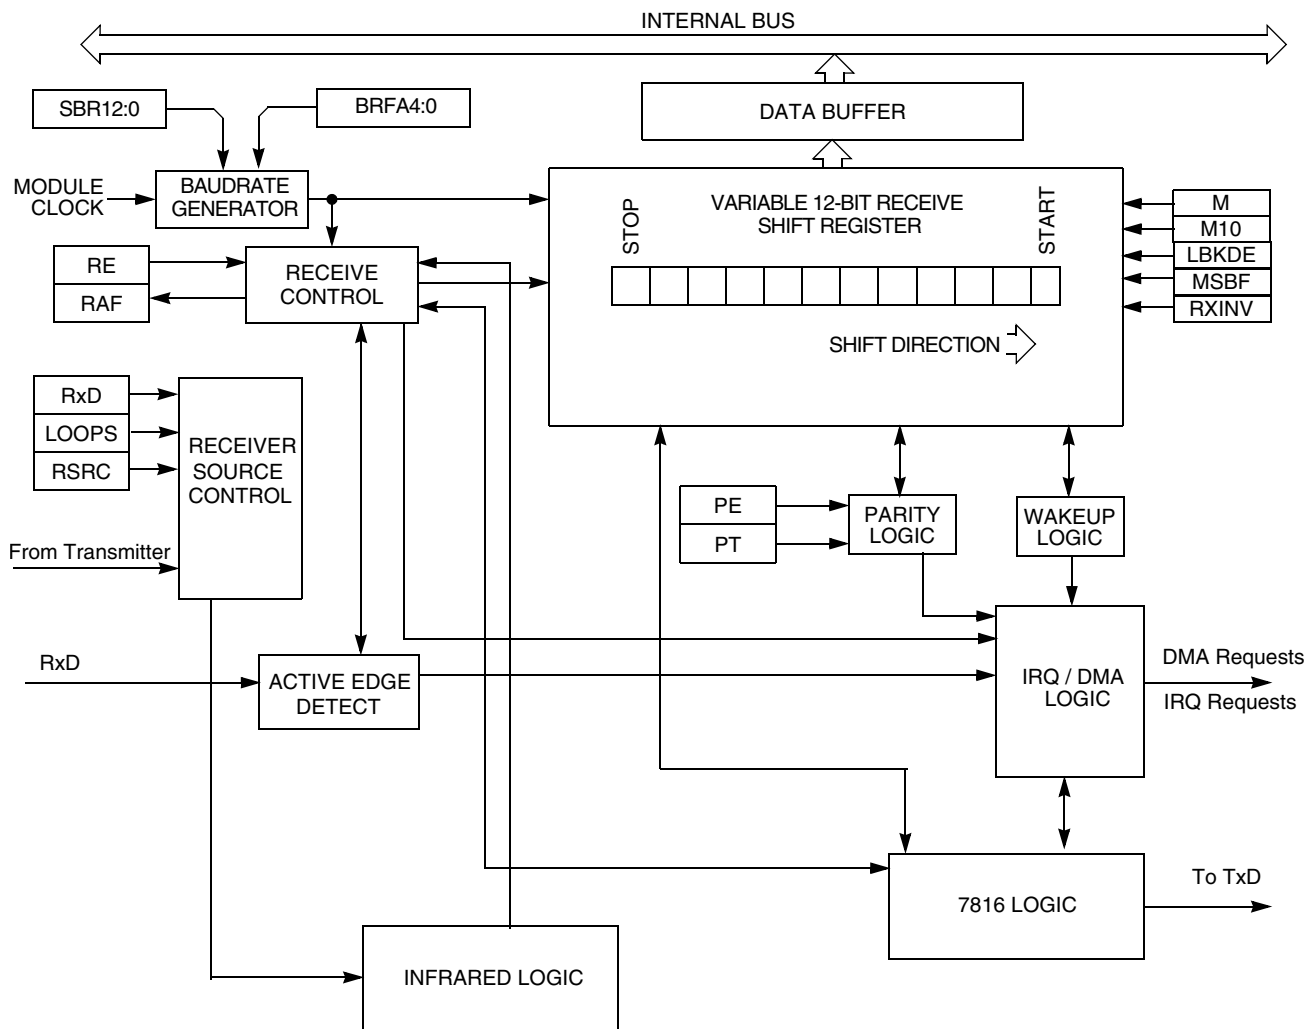 INTERNAL BUS
SBR12:0
BRFA4:0
DATA BUFFER
MODULE
CLOCK
BAUDRATE
GENERATOR
VARIABLE 12-BIT RECEIVE
SHIFT REGISTER
STOP
START
M
M10
LBKDE
MSBF
RXINV
RE
RAF
RECEIVE
CONTROL
SHIFT DIRECTION
RxD
LOOPS
RSRC
RECEIVER
SOURCE
CONTROL
From Transmitter
PE
PT
PARITY
LOGIC
WAKEUP
LOGIC
RxD
ACTIVE EDGE
DETECT
IRQ / DMA
LOGIC
DMA Requests
IRQ Requests
7816 LOGIC
To TxD
INFRARED LOGIC